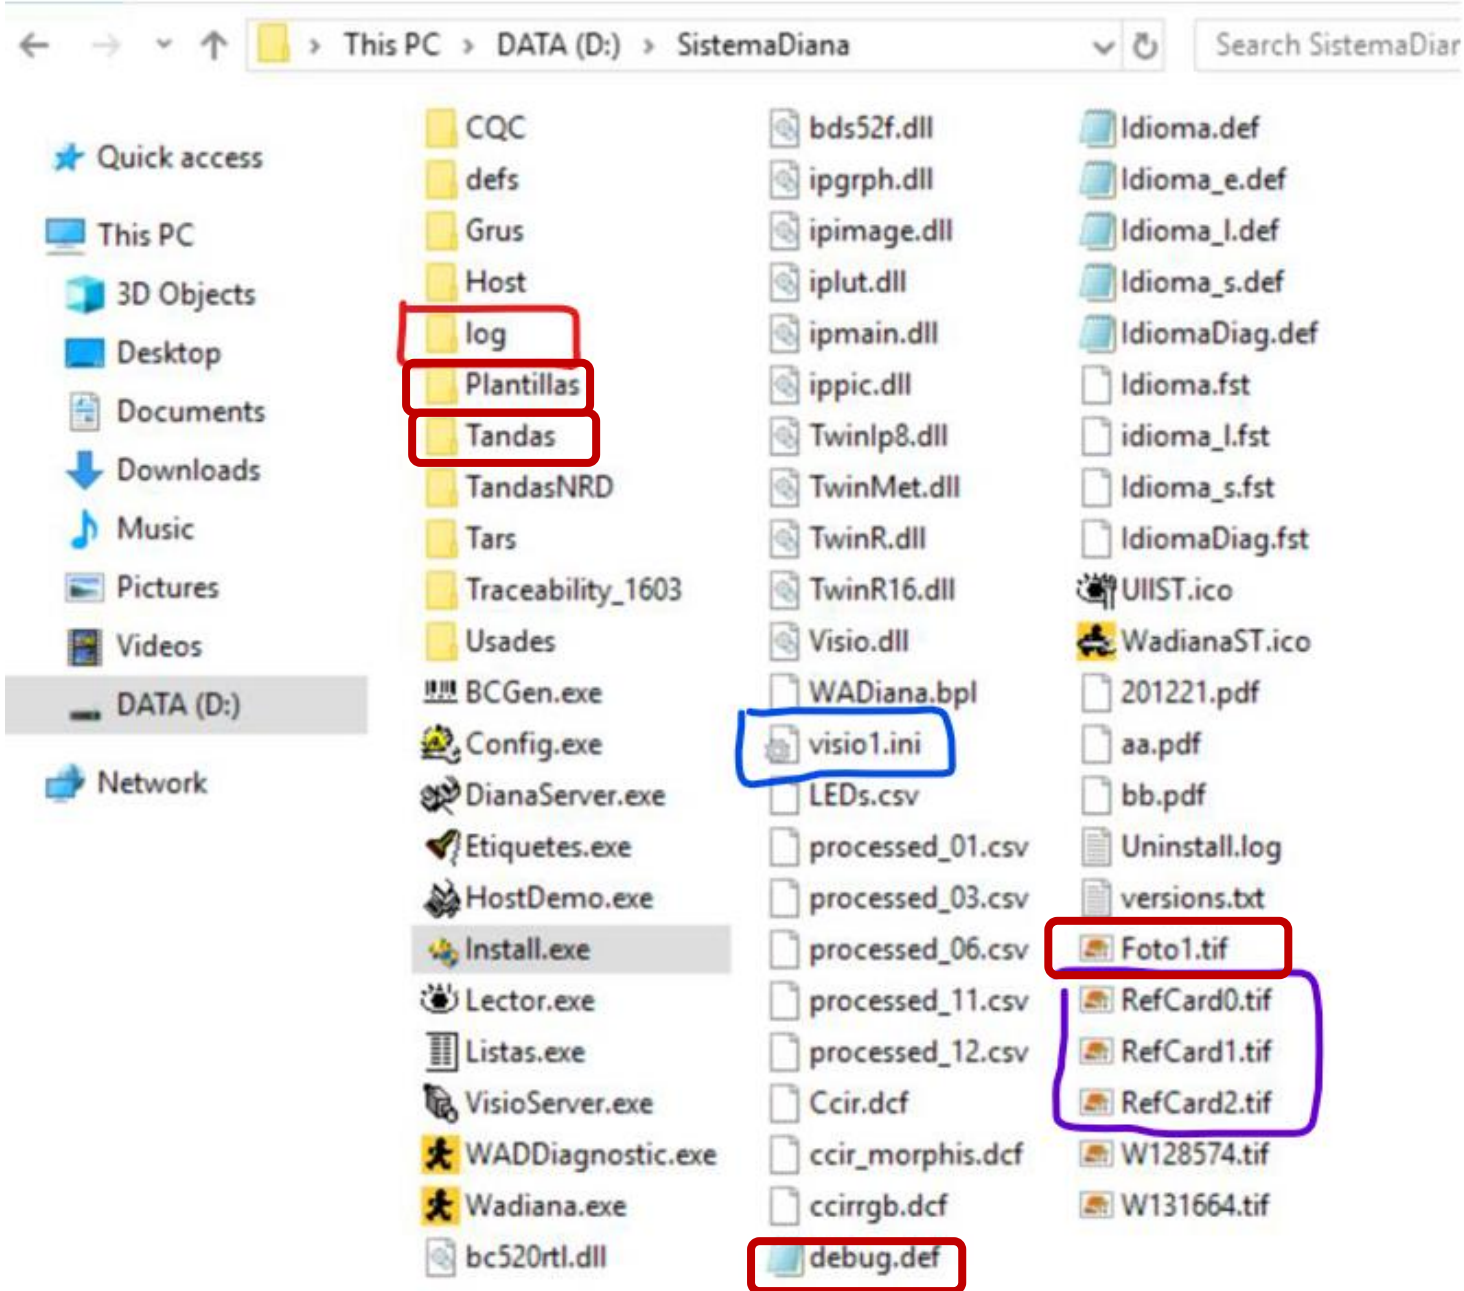 This PC > DATA (D:) > SistemaDiana
Search SistemaDiar
Quick access
This PC
3D Objects
Desktop
Documents
Downloads
Music
Pictures
Videos
DATA (D:)
Network
CQC
defs
Grus
Host
log
Plantillas
Tandas
TandasNRD
Tars
Traceability_1603
Usades
BCGen.exe
Config.exe
DianaServer.exe
Etiquetes.exe
HostDemo.exe
Install.exe
Lector.exe
Listas.exe
VisioServer.exe
WADDiagnostic.exe
Wadiana.exe
bc520rtl.dll
bds52f.dll
ipgrph.dll
ipimage.dll
iplut.dll
ipmain.dll
ippic.dll
TwinIp8.dll
TwinMet.dll
TwinR.dll
TwinR16.dll
Visio.dll
WADiana.bpl
visio1.ini
LEDs.csv
processed_01.csv
processed_03.csv
processed_06.csv
processed_11.csv
processed_12.csv
Ccir.dcf
ccir_morphis.dcf
ccirrgb.dcf
debug.def
Idioma.def
Idioma_e.def
Idioma_l.def
Idioma_s.def
IdiomaDiag.def
Idioma.fst
idioma_l.fst
Idioma_s.fst
IdiomaDiag.fst
UIIST.ico
WadianaST.ico
201221.pdf
aa.pdf
bb.pdf
Uninstall.log
versions.txt
Foto1.tif
RefCard0.tif
RefCard1.tif
RefCard2.tif
W128574.tif
W131664.tif